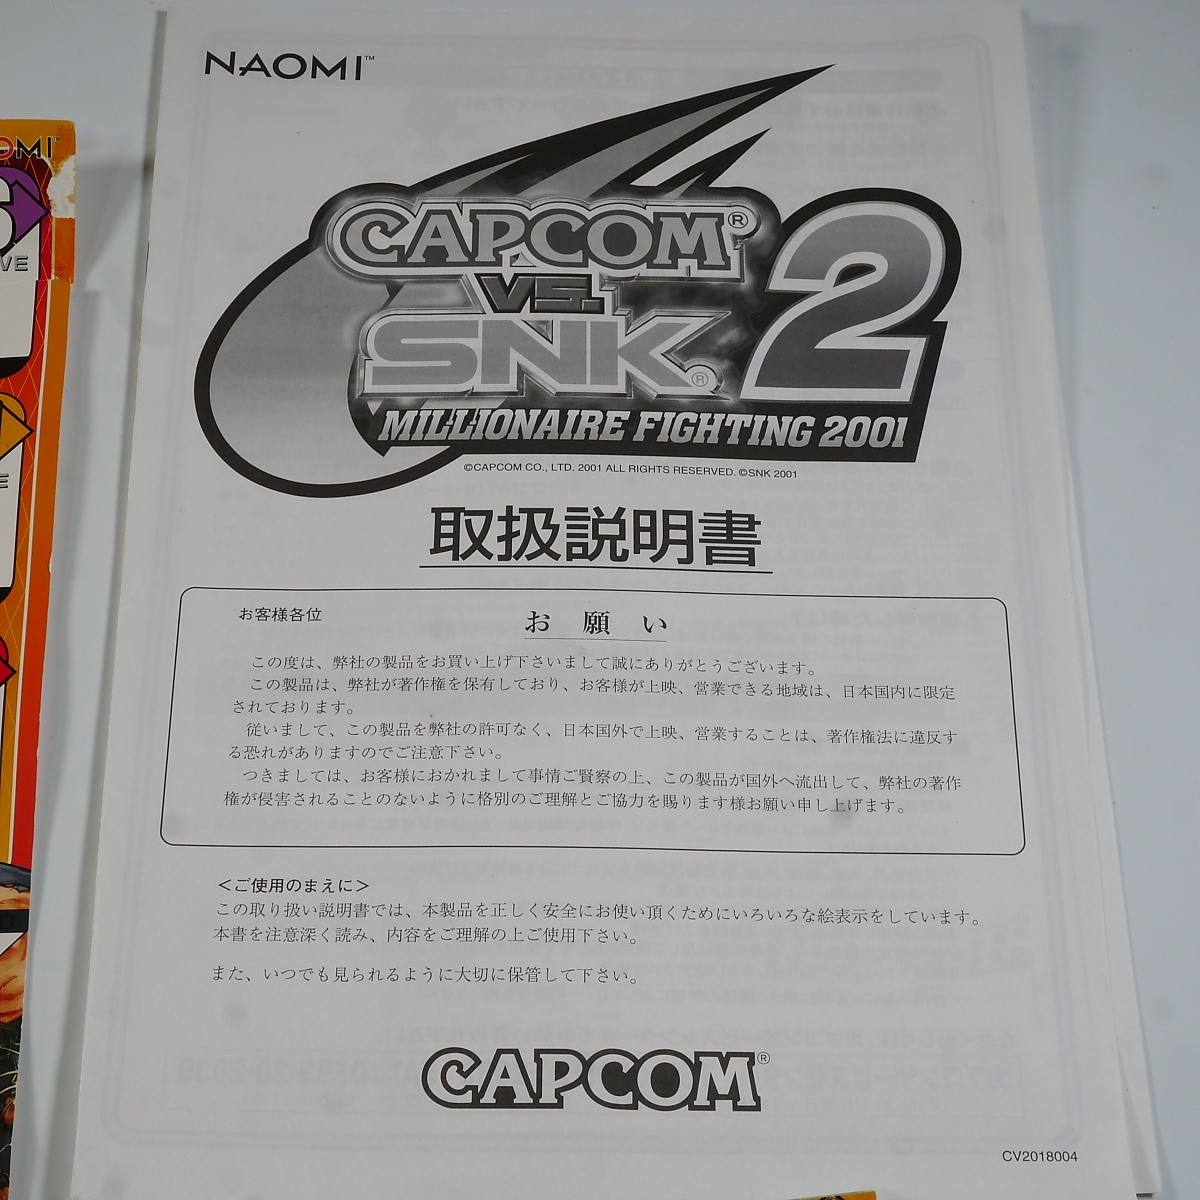 NAOMI™
CAPCOM®
VS.
SNK®
2
MILLIONAIRE FIGHTING 2001
©CAPCOM CO., LTD. 2001 ALL RIGHTS RESERVED. ©SNK 2001
取扱説明書
お客様各位
お願い
この度は、弊社の製品をお買い上げ下さいまして誠にありがとうございます。
この製品は、弊社が著作権を保有しており、お客様が上映、営業できる地域は、日本国内に限定
されております。
従いまして、この製品を弊社の許可なく、日本国外で上映、営業することは、著作権法に違反す
る恐れがありますのでご注意下さい。
つきましては、お客様におかれまして事情ご賢察の上、この製品が国外へ流出して、弊社の著作
権が侵害されることのないように格別のご理解とご協力を賜ります様お願い申し上げます。
＜ご使用のまえに＞
この取り扱い説明書では、本製品を正しく安全にお使い頂くためにいろいろな絵表示をしています。
本書を注意深く読み、内容をご理解の上ご使用下さい。
また、いつでも見られるように大切に保管して下さい。
CAPCOM®
CV2018004
OMI™
VE
E